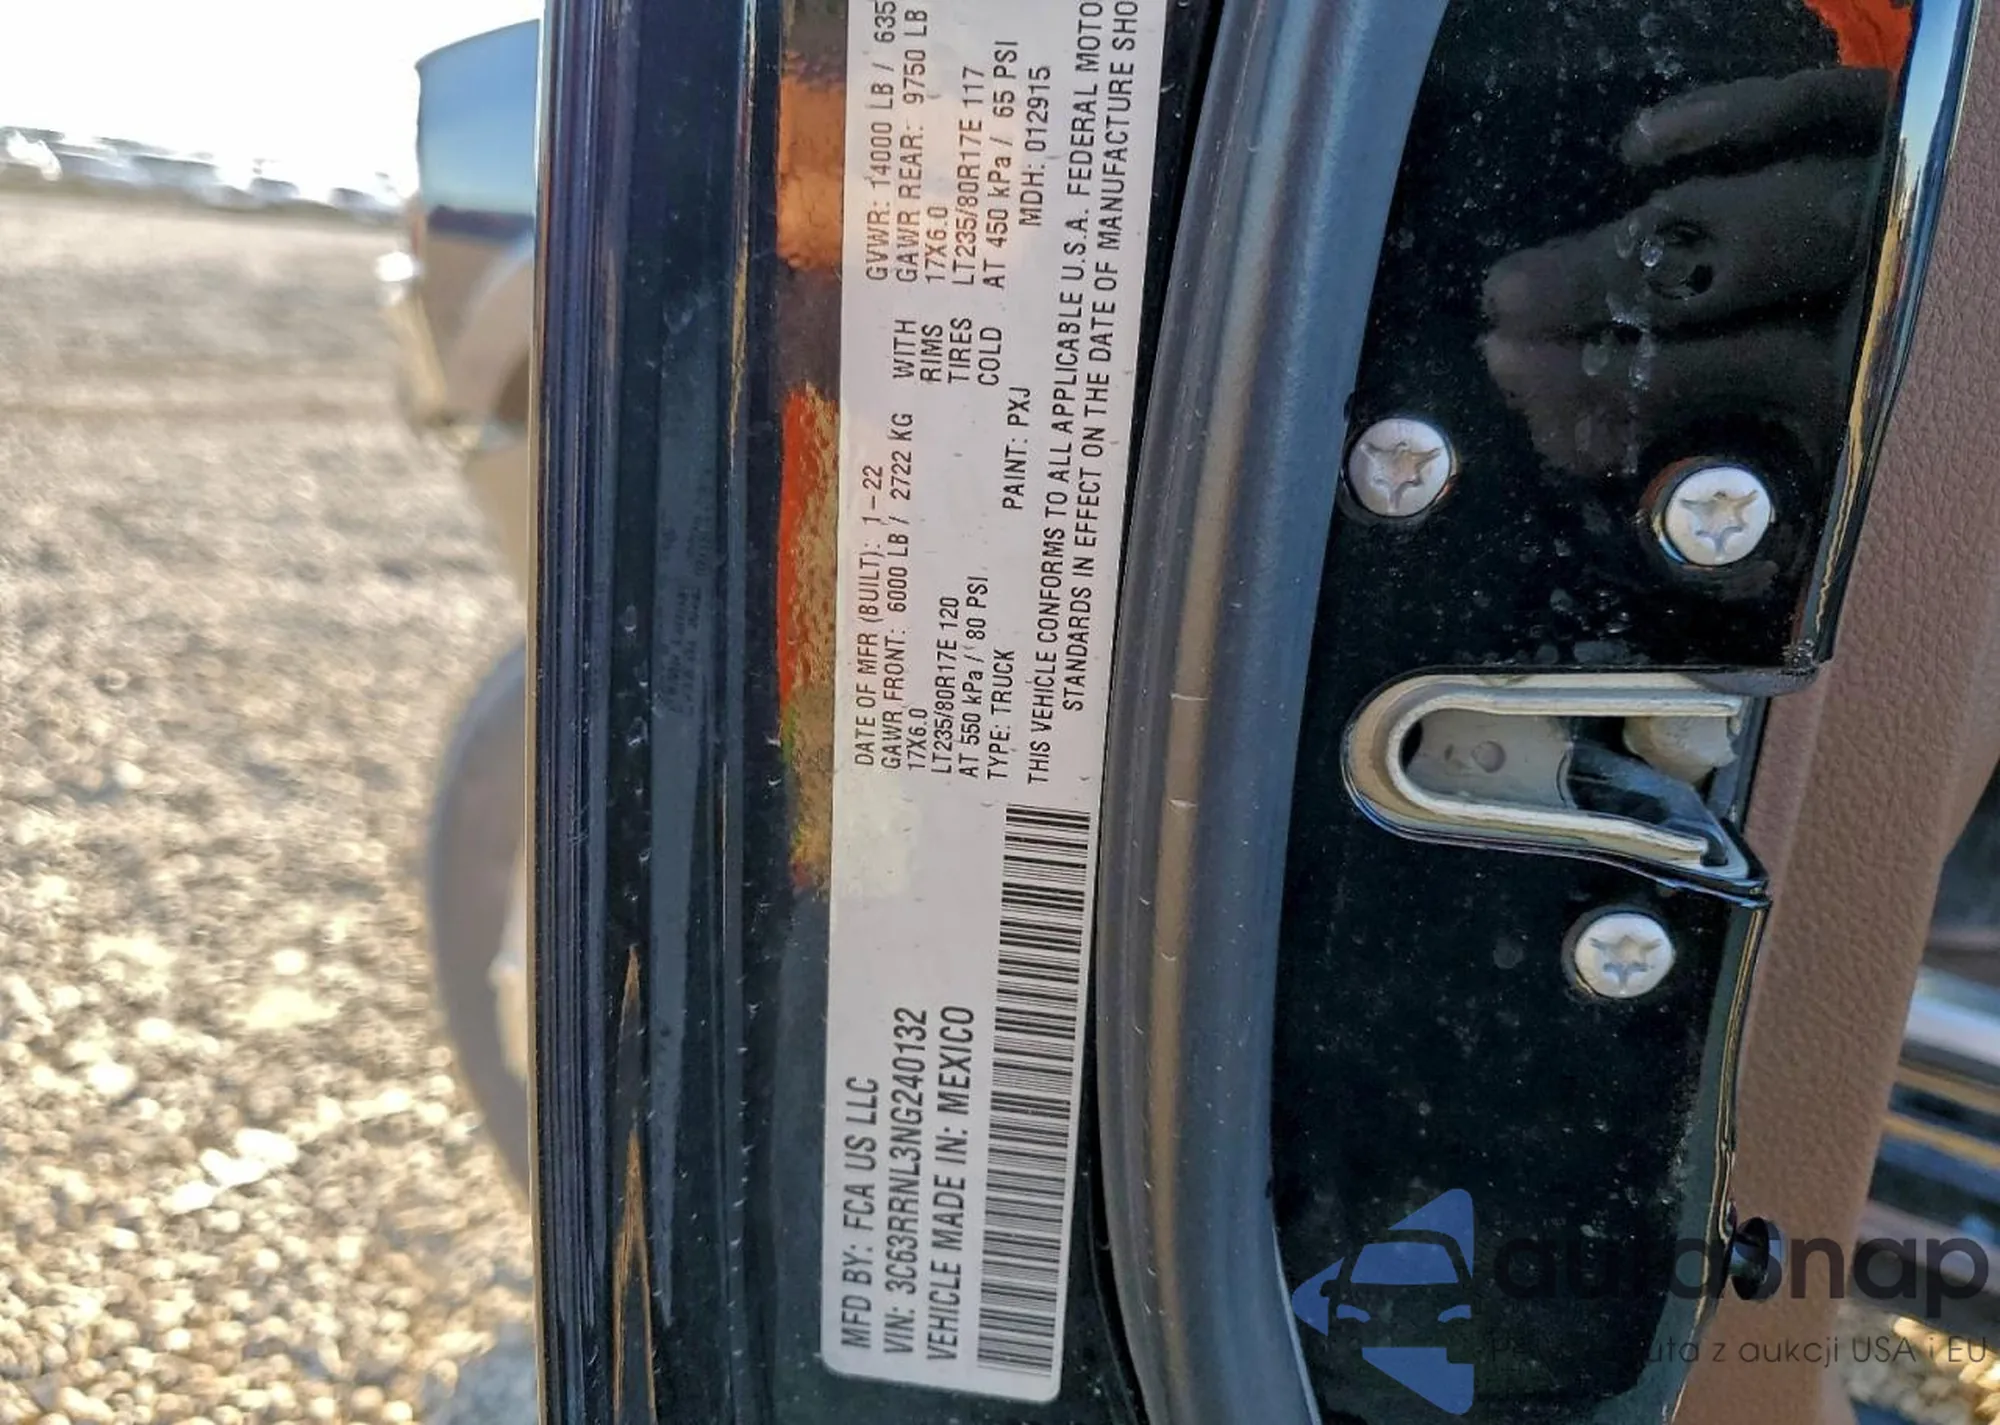 MFD BY: FCA US LLC
VIN: 3C63RRNL3NG240132
VEHICLE MADE IN: MEXICO
DATE OF MFR (BUILT): 1-22 GVWR: 14000 LB / 635
GAWR FRONT: 6000 LB / 2722 KG WITH GAWR REAR: 9750 LB
17X6.0 RIMS 17X6.0
LT235/80R17E 120 TIRES LT235/80R17E 117
AT 550 kPa / 80 PSI COLD AT 450 kPa / 65 PSI
TYPE: TRUCK PAINT: PXJ MDH: 012915
THIS VEHICLE CONFORMS TO ALL APPLICABLE U.S.A. FEDERAL MOTO
STANDARDS IN EFFECT ON THE DATE OF MANUFACTURE SHO
autosnap
z aukcji USA i EU